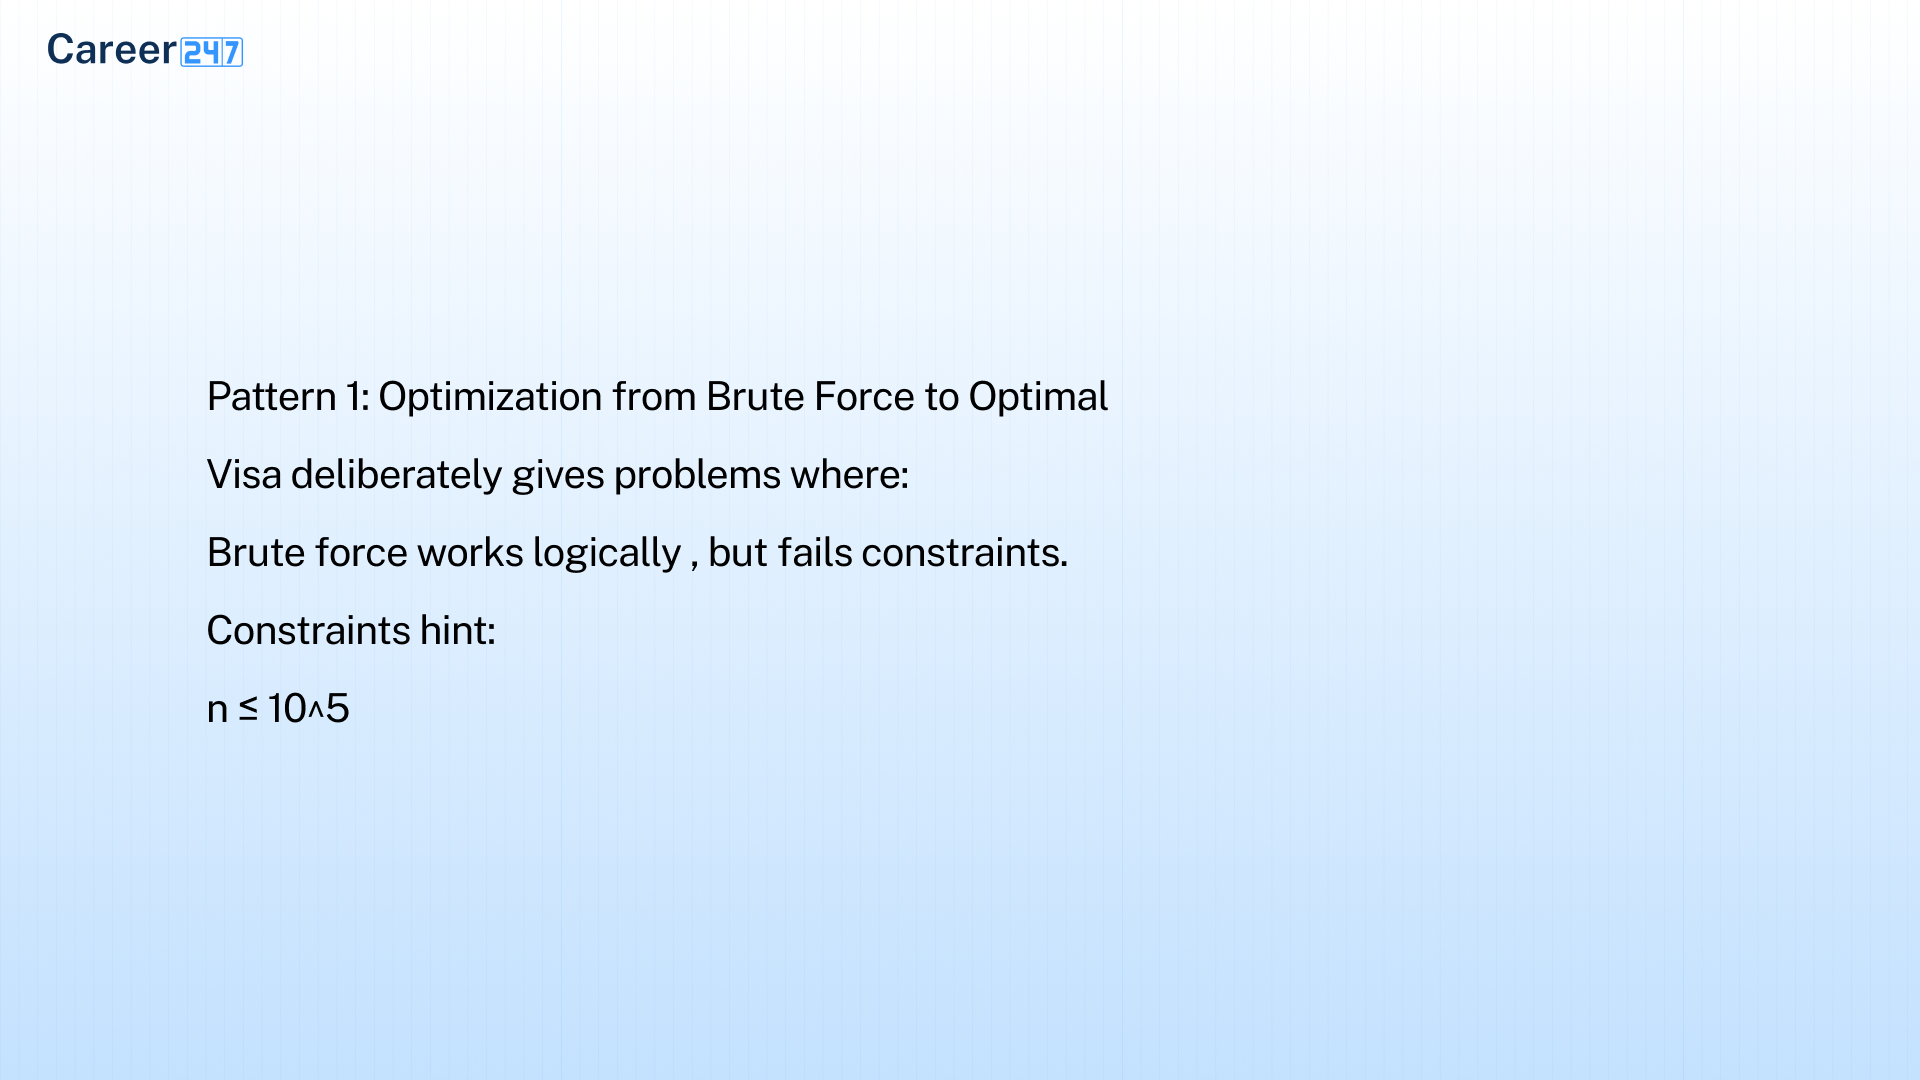 Career247
Pattern 1: Optimization from Brute Force to Optimal
Visa deliberately gives problems where:
Brute force works logically , but fails constraints.
Constraints hint:
n ≤ 10^5